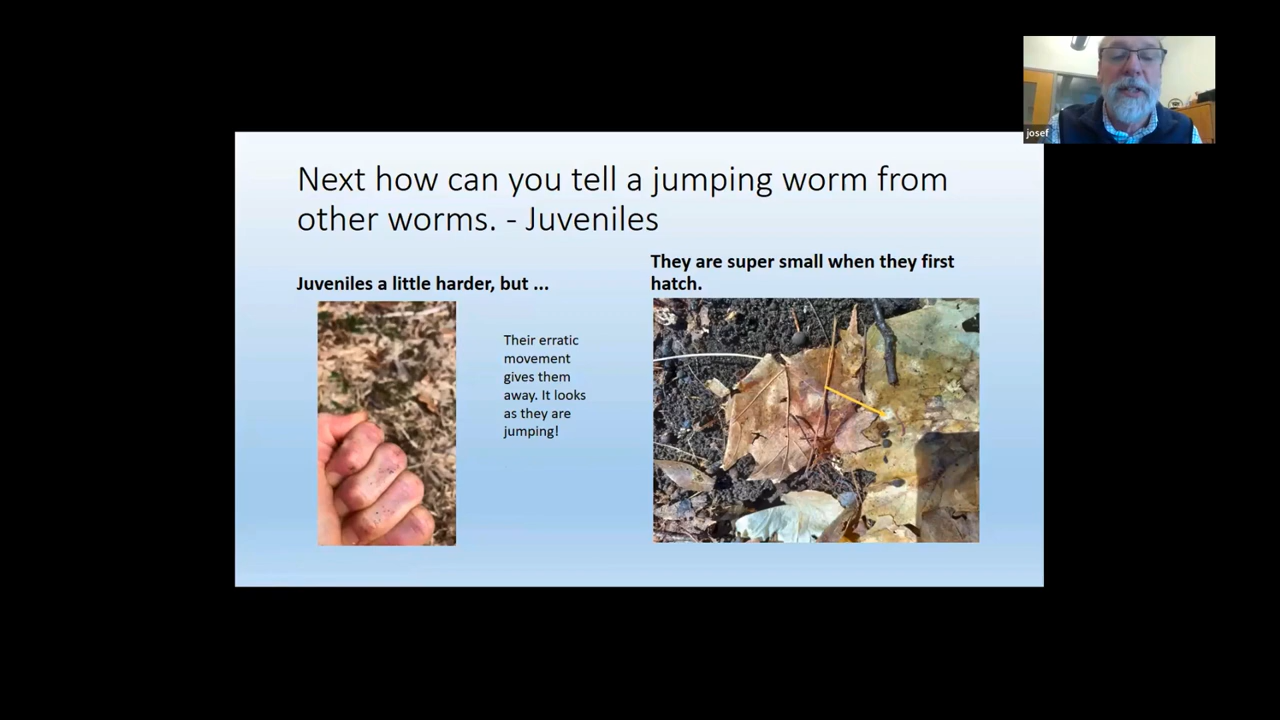 josef
Next how can you tell a jumping worm from
other worms. - Juveniles
Juveniles a little harder, but ...
Their erratic
movement
gives them
away. It looks
as they are
jumping!
They are super small when they first
hatch.